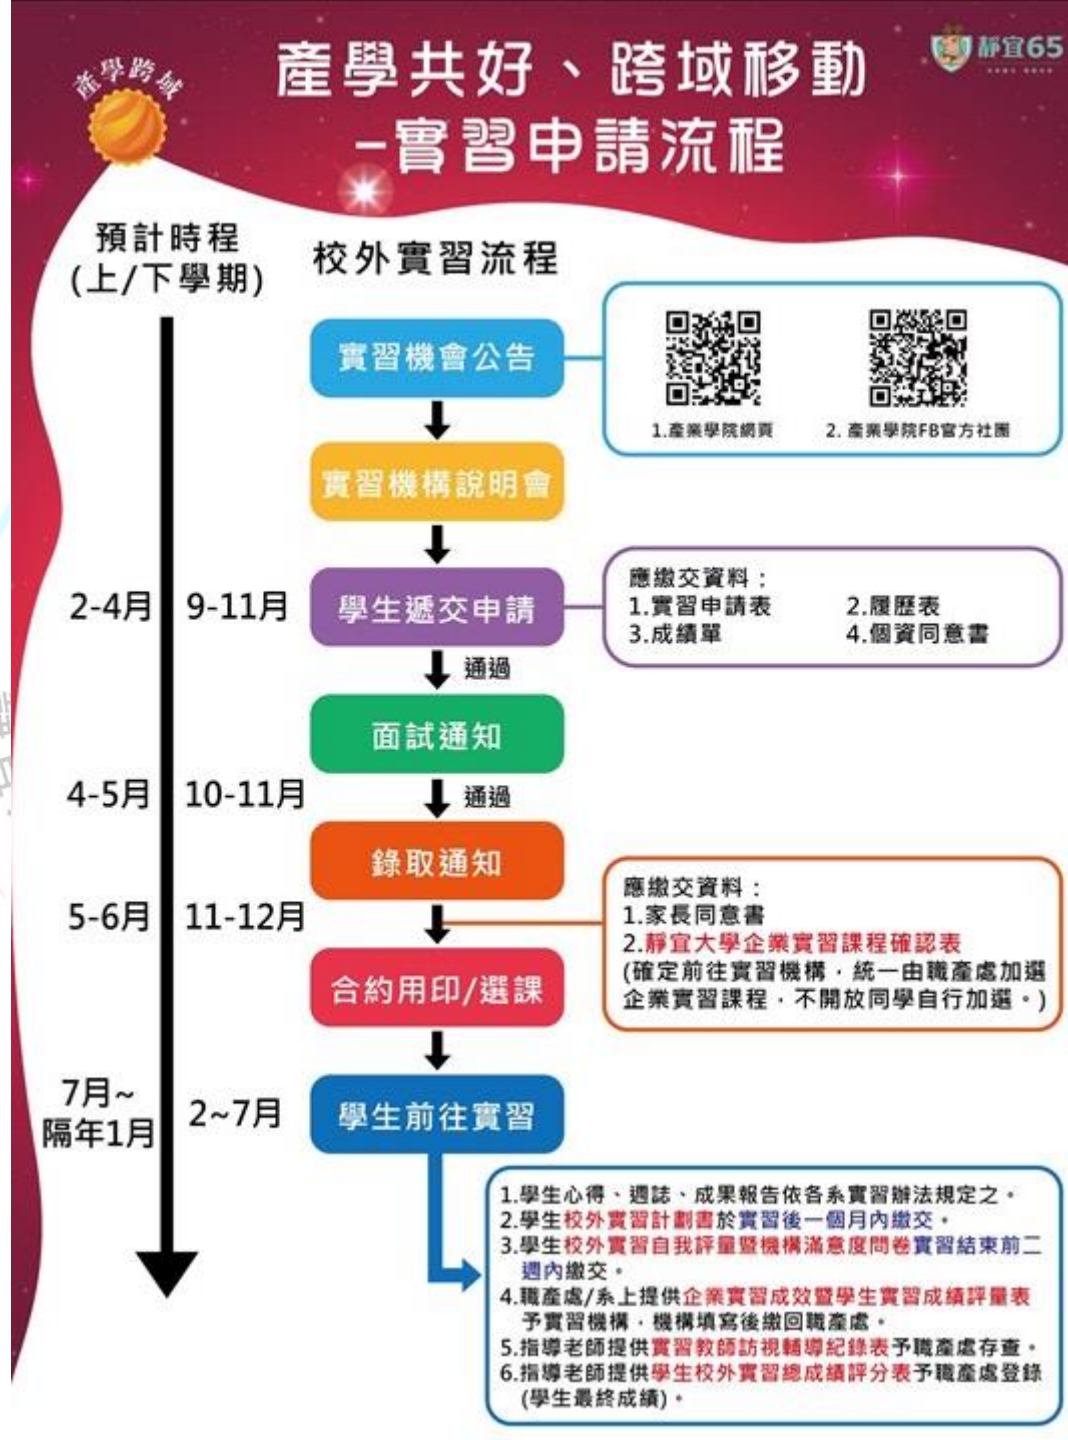 產學跨域
靜宜65
產學共好、跨域移動
-實習申請流程
預計時程
(上/下學期)
校外實習流程
實習機會公告
1.產業學院網頁
2. 產業學院FB官方社團
實習機構說明會
2-4月 9-11月
學生遞交申請
應繳交資料：
1.實習申請表 2.履歷表
3.成績單 4.個資同意書
通過
面試通知
4-5月 10-11月
通過
錄取通知
5-6月 11-12月
應繳交資料：
1.家長同意書
2.靜宜大學企業實習課程確認表
(確定前往實習機構，統一由職產處加選
企業實習課程，不開放同學自行加選。)
合約用印/選課
7月~
隔年1月
2~7月
學生前往實習
1.學生心得、週誌、成果報告依各系實習辦法規定之。
2.學生校外實習計劃書於實習後一個月內繳交。
3.學生校外實習自我評量暨機構滿意度問卷實習結束前二
週內繳交。
4.職產處/系上提供企業實習成效暨學生實習成績評量表
予實習機構，機構填寫後繳回職產處。
5.指導老師提供實習教師訪視輔導紀錄表予職產處存查。
6.指導老師提供學生校外實習總成績評分表予職產處登錄
(學生最終成績)。